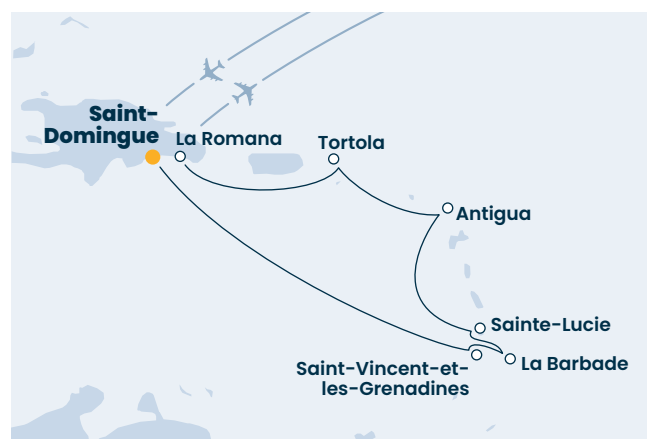 Saint-
Domingue
La Romana
Tortola
Antigua
Sainte-Lucie
La Barbade
Saint-Vincent-et-
les-Grenadines